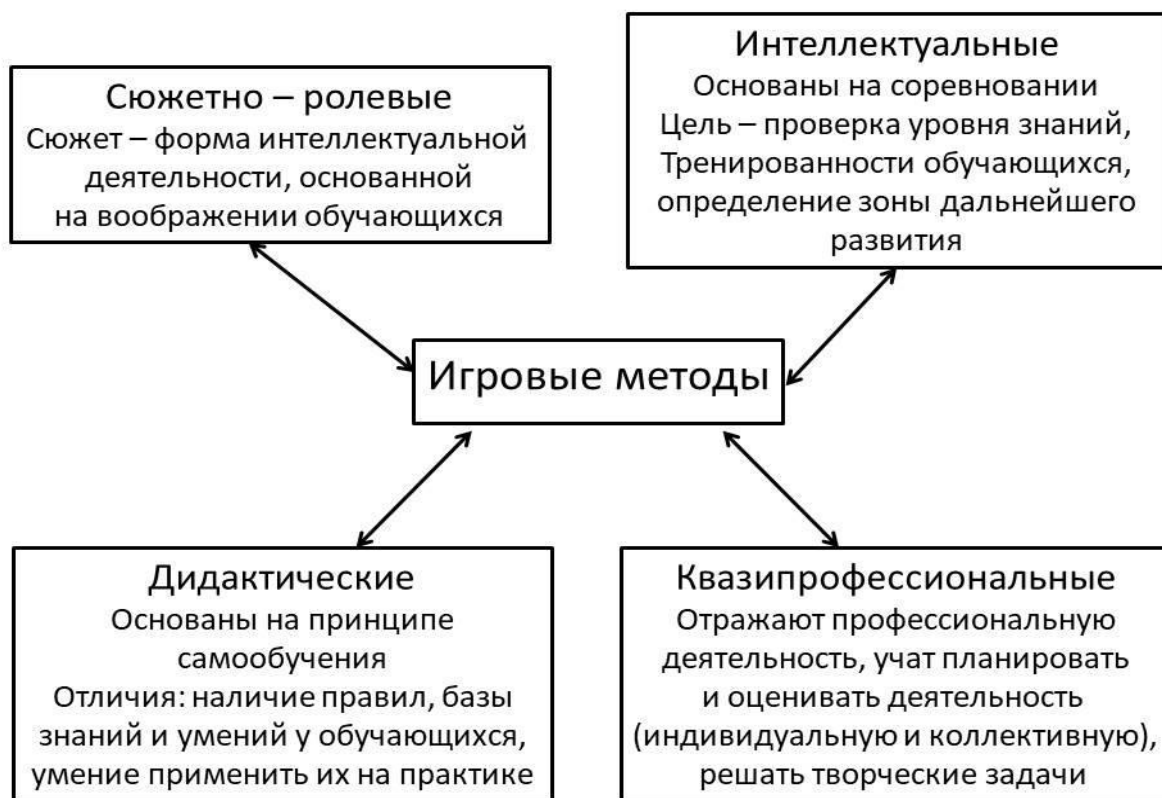 Сюжетно – ролевые
Сюжет – форма интеллектуальной
деятельности, основанной
на воображении обучающихся
Интеллектуальные
Основаны на соревновании
Цель – проверка уровня знаний,
Тренированности обучающихся,
определение зоны дальнейшего
развития
Игровые методы
Дидактические
Основаны на принципе
самообучения
Отличия: наличие правил, базы
знаний и умений у обучающихся,
умение применить их на практике
Квазипрофессиональные
Отражают профессиональную
деятельность, учат планировать
и оценивать деятельность
(индивидуальную и коллективную),
решать творческие задачи